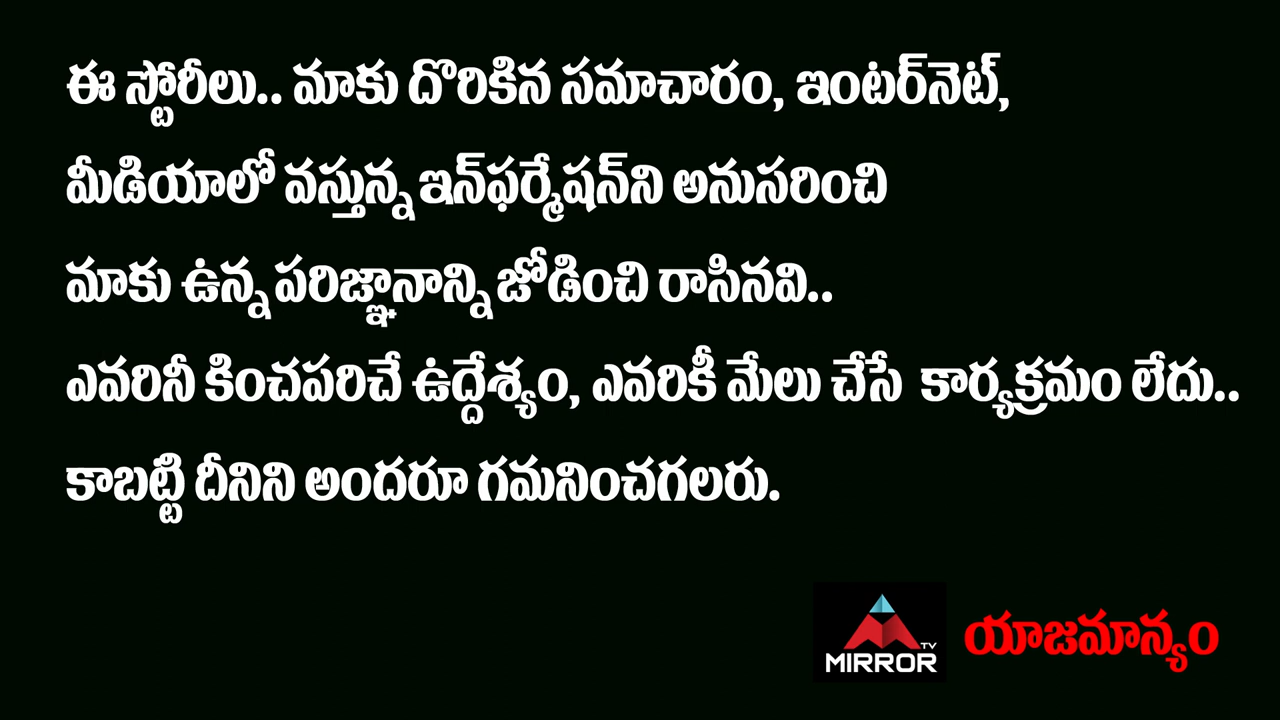 ఈ స్టోరీలు.. మాకు దొరికిన సమాచారం, ఇంటర్‌నెట్,
మీడియాలో వస్తున్న ఇన్‌ఫర్మేషన్‌ని అనుసరించి
మాకు ఉన్న పరిజ్ఞానాన్ని జోడించి రాసినవి..
ఎవరినీ కించపరిచే ఉద్దేశ్యం, ఎవరికీ మేలు చేసే కార్యక్రమం లేదు..
కాబట్టి దీనిని అందరూ గమనించగలరు.
TV
MIRROR
యాజమాన్యం